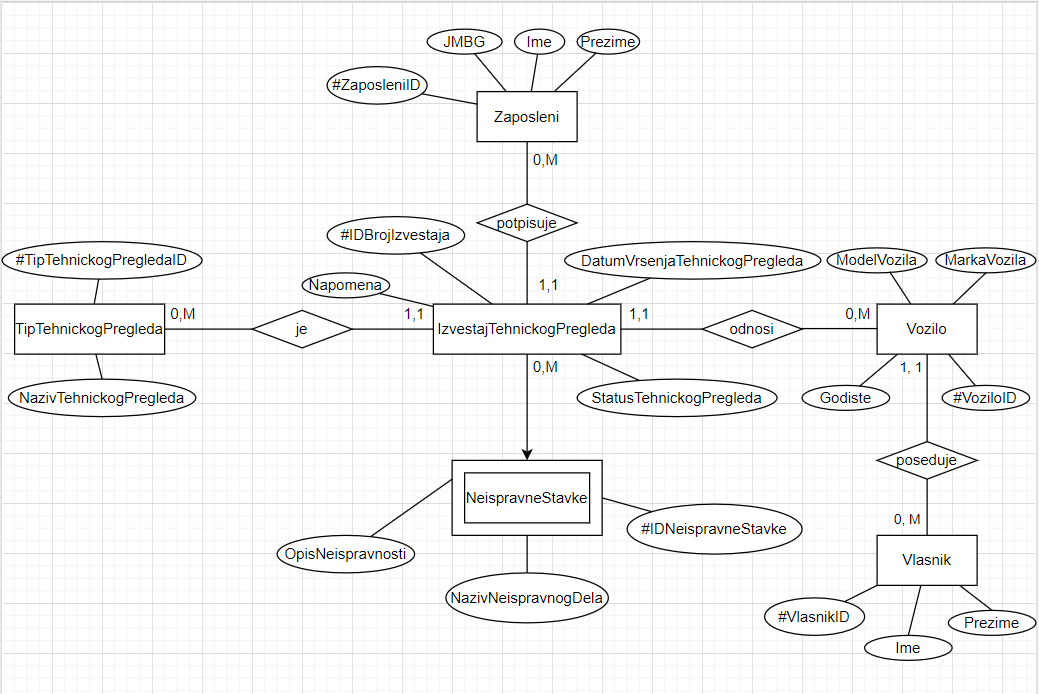 JMBG
Ime
Prezime
#ZaposleniID
Zaposleni
0,M
potpisuje
#IDBrojIzvestaja
DatumVrsenjaTehnickogPregleda
ModelVozila
MarkaVozila
#TipTehnickogPregledaID
Napomena
1,1
TipTehnickogPregleda
0,M
je
1,1
IzvestajTehnickogPregleda
1,1
odnosi
0,M
Vozilo
0,M
1, 1
NazivTehnickogPregleda
StatusTehnickogPregleda
Godiste
#VoziloID
poseduje
NeispravneStavke
0, M
#IDNeispravneStavke
OpisNeispravnosti
Vlasnik
NazivNeispravnogDela
#VlasnikID
Prezime
Ime